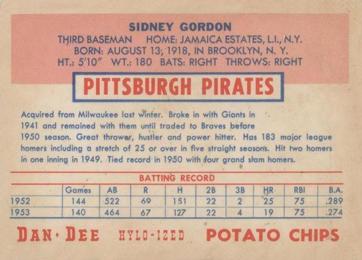 SIDNEY GORDON
THIRD BASEMAN HOME: JAMAICA ESTATES, L.I., N.Y.
BORN: AUGUST 13, 1918, IN BROOKLYN, N. Y.
HT.: 5'10" WT.: 180 BATS: RIGHT THROWS: RIGHT
PITTSBURGH PIRATES
Acquired from Milwaukee last winter. Broke in with Giants in
1941 and remained with them until traded to Braves before
1950 season. Great thrower, hustler and power hitter. Has 183 major league
homers including a stretch of 25 or over in five straight seasons. Hit two homers
in one inning in 1949. Tied record in 1950 with four grand slam homers.
BATTING RECORD
Games AB R H 2B 3B HR RBI B.A.
1952 144 522 69 151 22 2 25 75 .289
1953 140 464 67 127 22 4 19 75 .274
DAN-DEE HYLO-IZED POTATO CHIPS